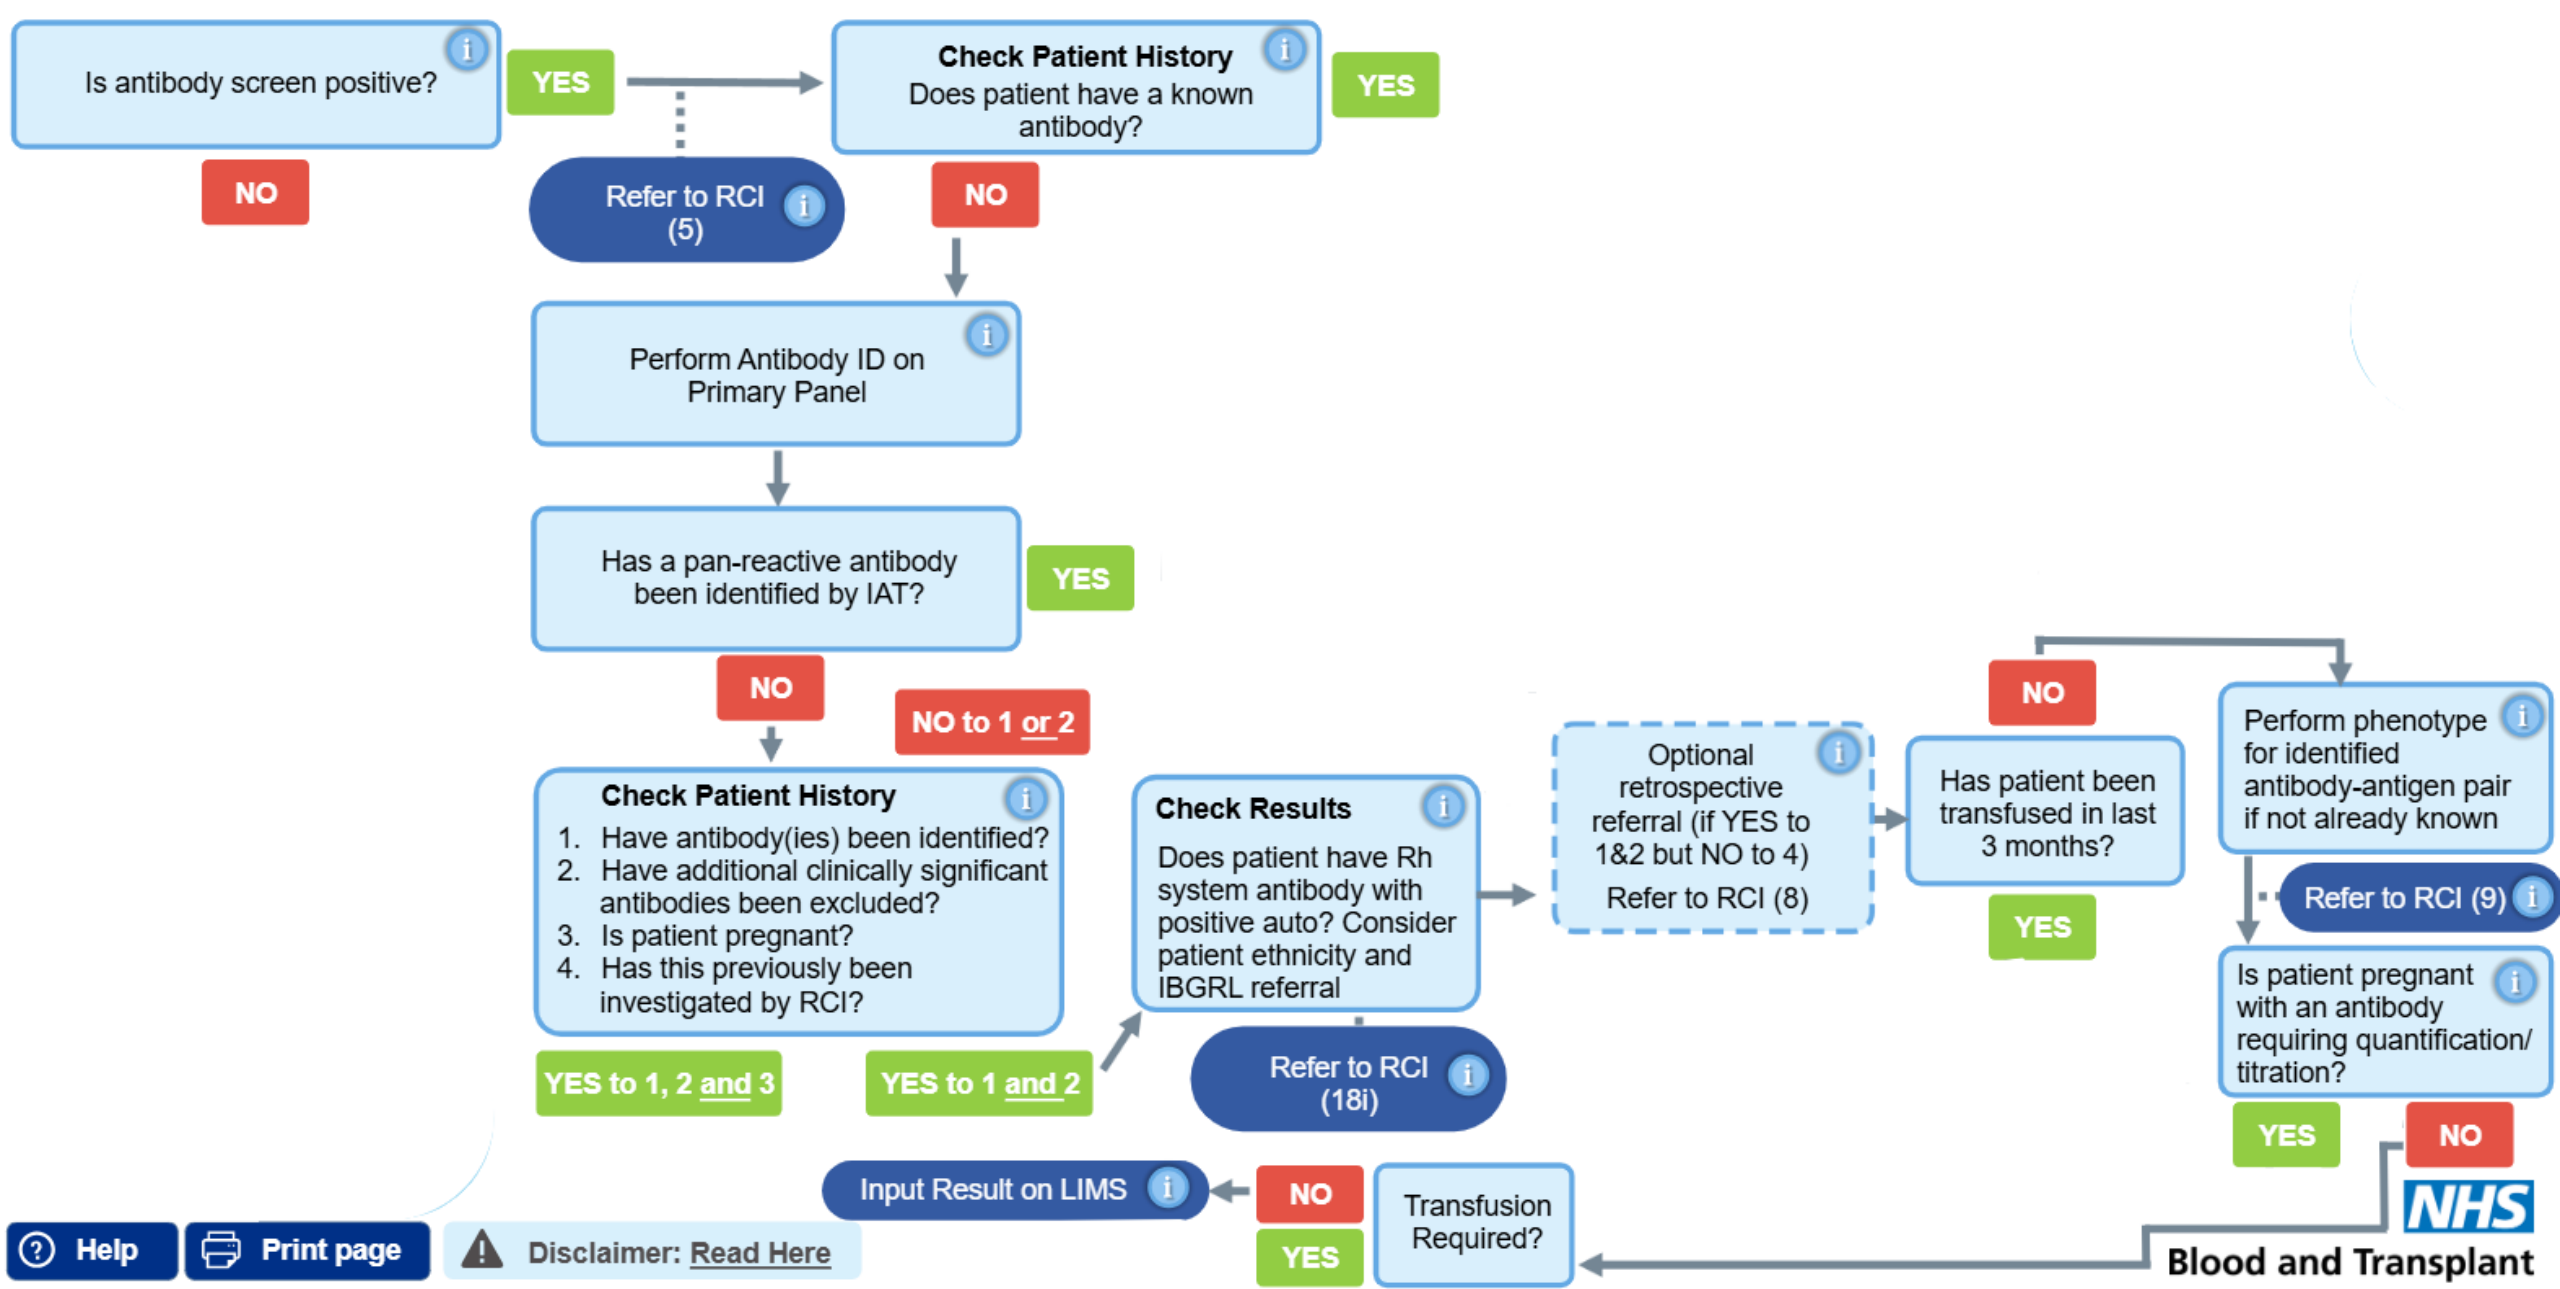 Is antibody screen positive?
YES
NO
Refer to RCI
(5)
Check Patient History
Does patient have a known
antibody?
YES
NO
Perform Antibody ID on
Primary Panel
Has a pan-reactive antibody
been identified by IAT?
YES
NO
NO to 1 or 2
Check Patient History
1. Have antibody(ies) been identified?
2. Have additional clinically significant
antibodies been excluded?
3. Is patient pregnant?
4. Has this previously been
investigated by RCI?
YES to 1, 2 and 3
YES to 1 and 2
Check Results
Does patient have Rh
system antibody with
positive auto? Consider
patient ethnicity and
IBGRL referral
Refer to RCI
(18i)
Optional
retrospective
referral (if YES to
1&2 but NO to 4)
Refer to RCI (8)
NO
Has patient been
transfused in last
3 months?
YES
Perform phenotype
for identified
antibody-antigen pair
if not already known
Refer to RCI (9)
Is patient pregnant
with an antibody
requiring quantification/
titration?
YES
NO
Transfusion
Required?
NO
YES
Input Result on LIMS
Help
Print page
Disclaimer: Read Here
NHS
Blood and Transplant